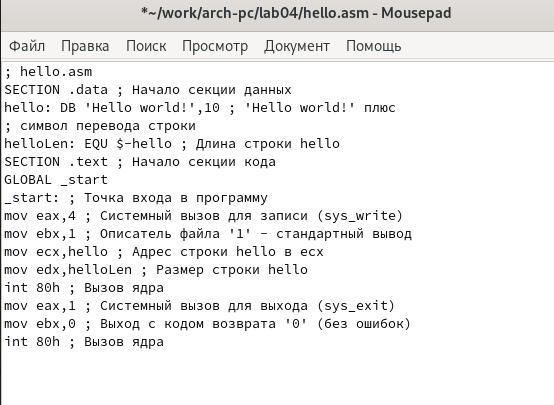 *~/work/arch-pc/lab04/hello.asm - Mousepad
Файл Правка Поиск Просмотр Документ Помощь
; hello.asm
SECTION .data ; Начало секции данных
hello: DB 'Hello world!',10 ; 'Hello world!' плюс
; символ перевода строки
helloLen: EQU $-hello ; Длина строки hello
SECTION .text ; Начало секции кода
GLOBAL _start
_start: ; Точка входа в программу
mov eax,4 ; Системный вызов для записи (sys_write)
mov ebx,1 ; Описатель файла '1' - стандартный вывод
mov ecx,hello ; Адрес строки hello в ecx
mov edx,helloLen ; Размер строки hello
int 80h ; Вызов ядра
mov eax,1 ; Системный вызов для выхода (sys_exit)
mov ebx,0 ; Выход с кодом возврата '0' (без ошибок)
int 80h ; Вызов ядра